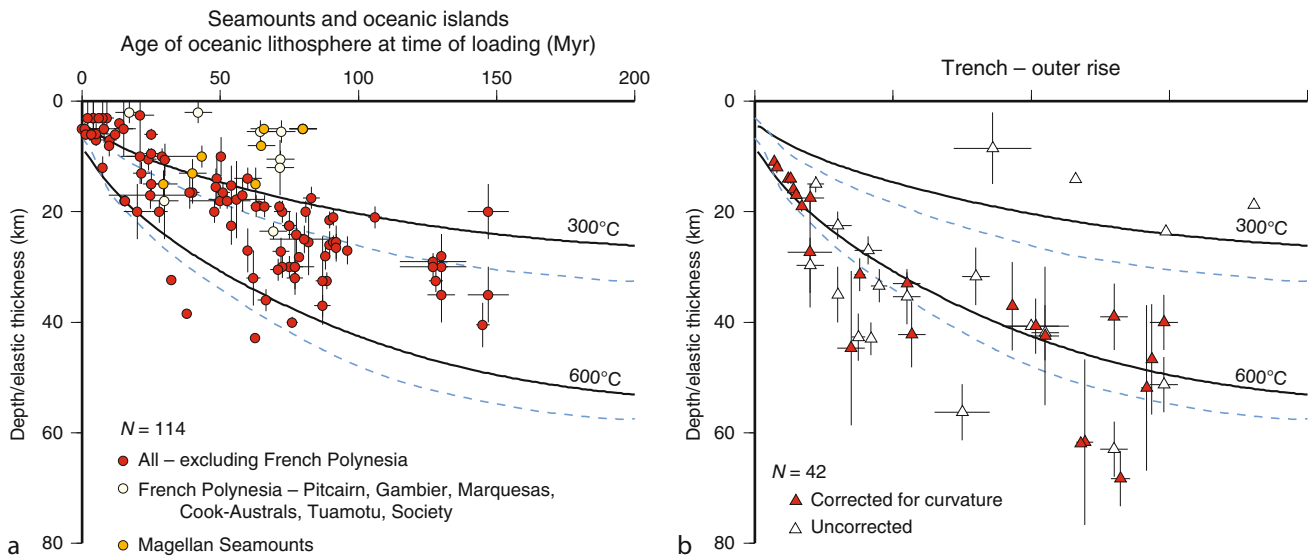 Seamounts and oceanic islands
Age of oceanic lithosphere at time of loading (Myr)
0 50 100 150 200
0
20
40
60
80
Depth/elastic thickness (km)
300°C
600°C
N = 114
All – excluding French Polynesia
French Polynesia – Pitcairn, Gambier, Marquesas,
Cook-Australs, Tuamotu, Society
Magellan Seamounts
a
Trench – outer rise
0
20
40
60
80
Depth/elastic thickness (km)
300°C
600°C
N = 42
Corrected for curvature
Uncorrected
b